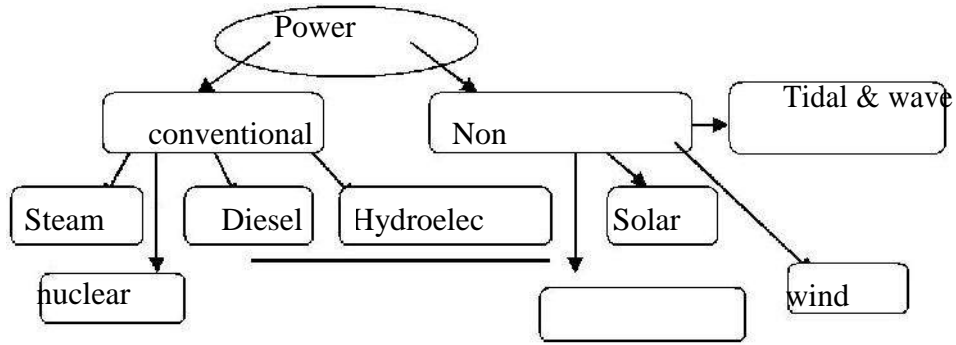 Power
conventional
Non
Tidal & wave
Steam
Diesel
Hydroelec
Solar
nuclear
wind